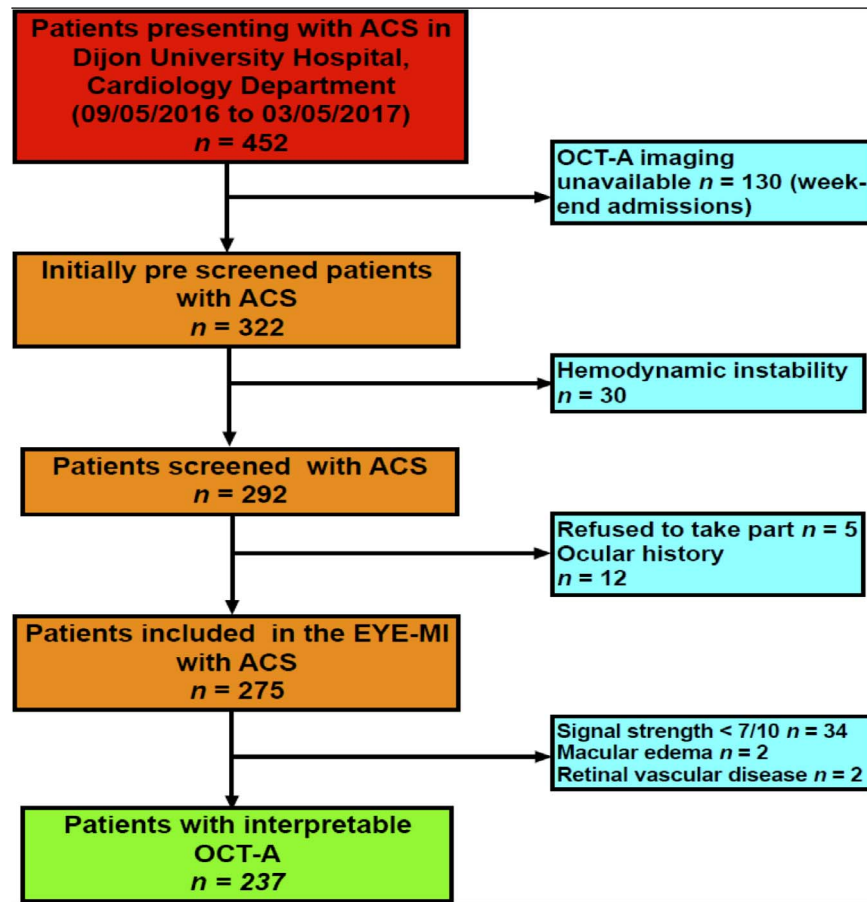 Patients presenting with ACS in
Dijon University Hospital,
Cardiology Department
(09/05/2016 to 03/05/2017)
n = 452
OCT-A imaging
unavailable n = 130 (week-
end admissions)
Initially pre screened patients
with ACS
n = 322
Hemodynamic instability
n = 30
Patients screened with ACS
n = 292
Refused to take part n = 5
Ocular history
n = 12
Patients included in the EYE-MI
with ACS
n = 275
Signal strength < 7/10 n = 34
Macular edema n = 2
Retinal vascular disease n = 2
Patients with interpretable
OCT-A
n = 237